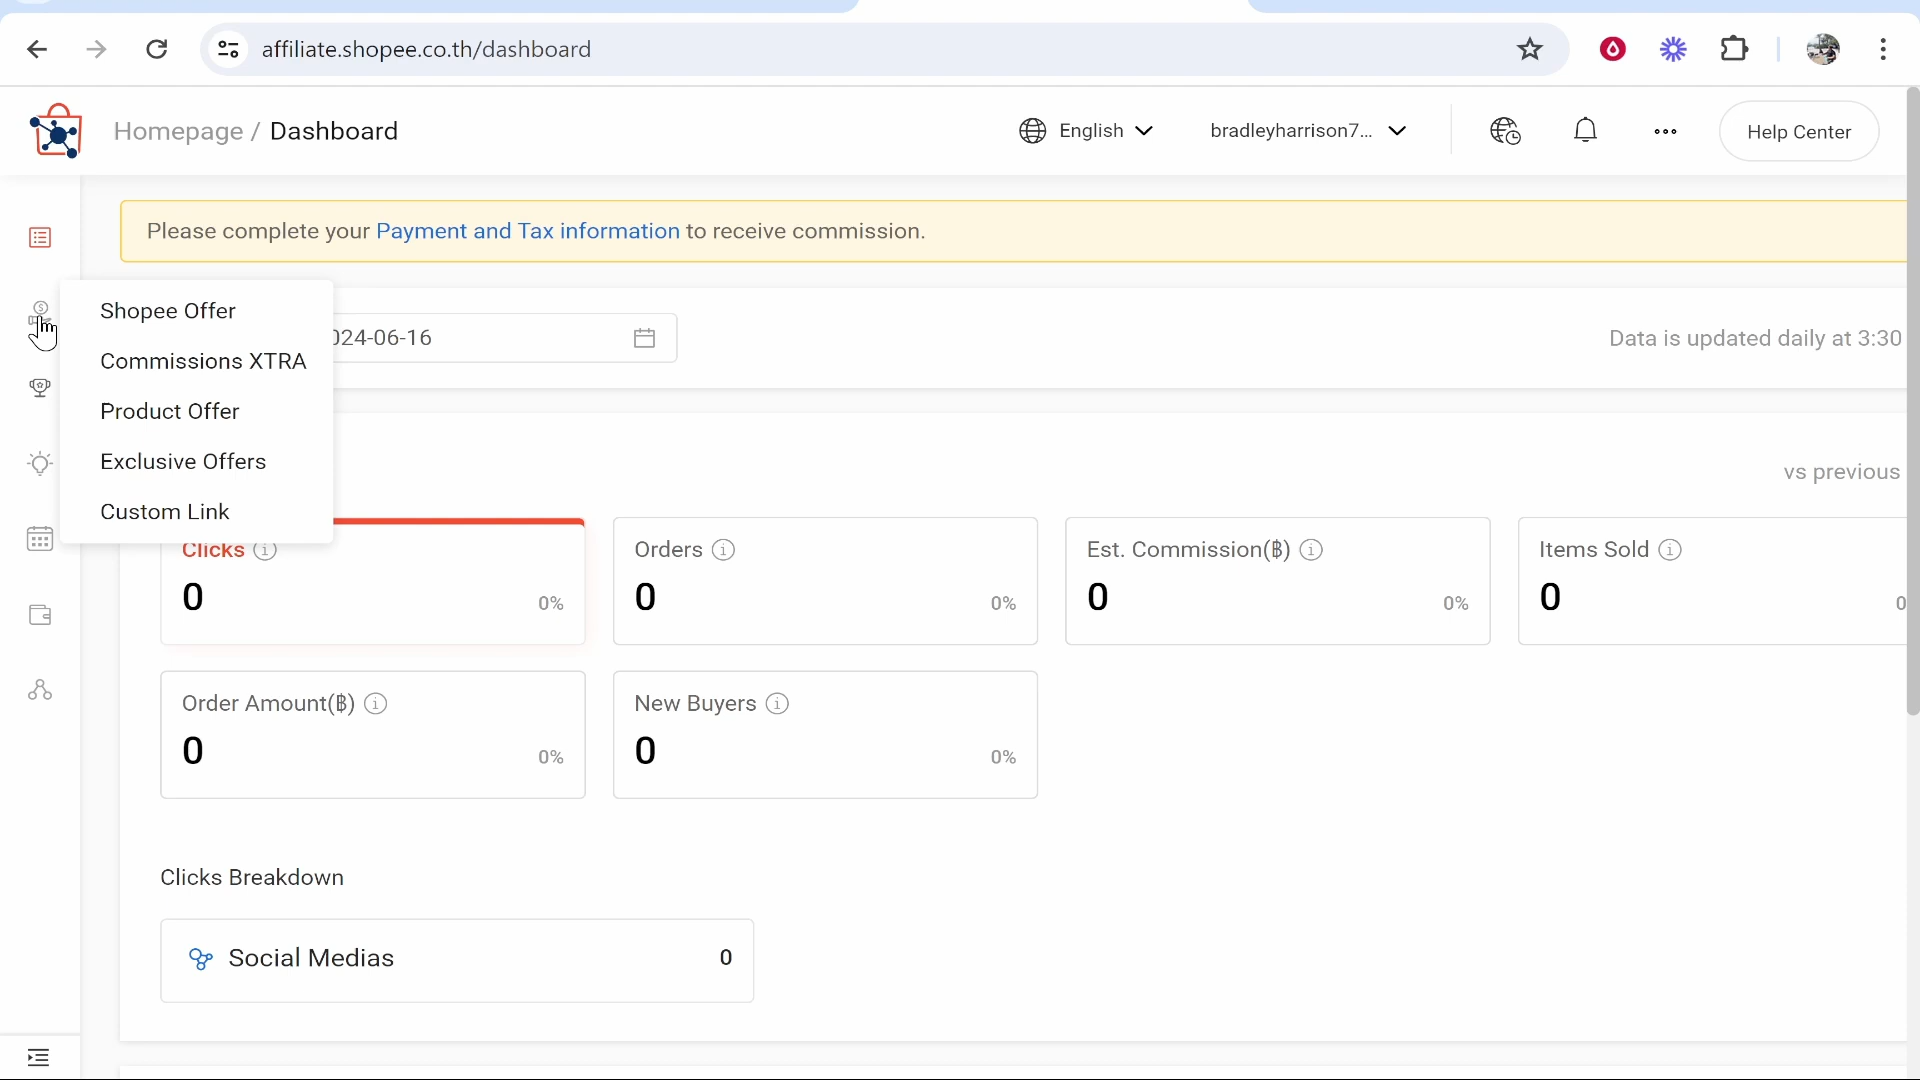 affiliate.shopee.co.th/dashboard
Homepage / Dashboard
English
bradleyharrison7...
Help Center
Please complete your Payment and Tax information to receive commission.
Shopee Offer
Commissions XTRA
Product Offer
Exclusive Offers
Custom Link
024-06-16
Data is updated daily at 3:30
vs previous
Clicks
0
0%
Orders
0
0%
Est. Commission(฿)
0
0%
Items Sold
0
0
Order Amount(฿)
0
0%
New Buyers
0
0%
Clicks Breakdown
Social Medias
0